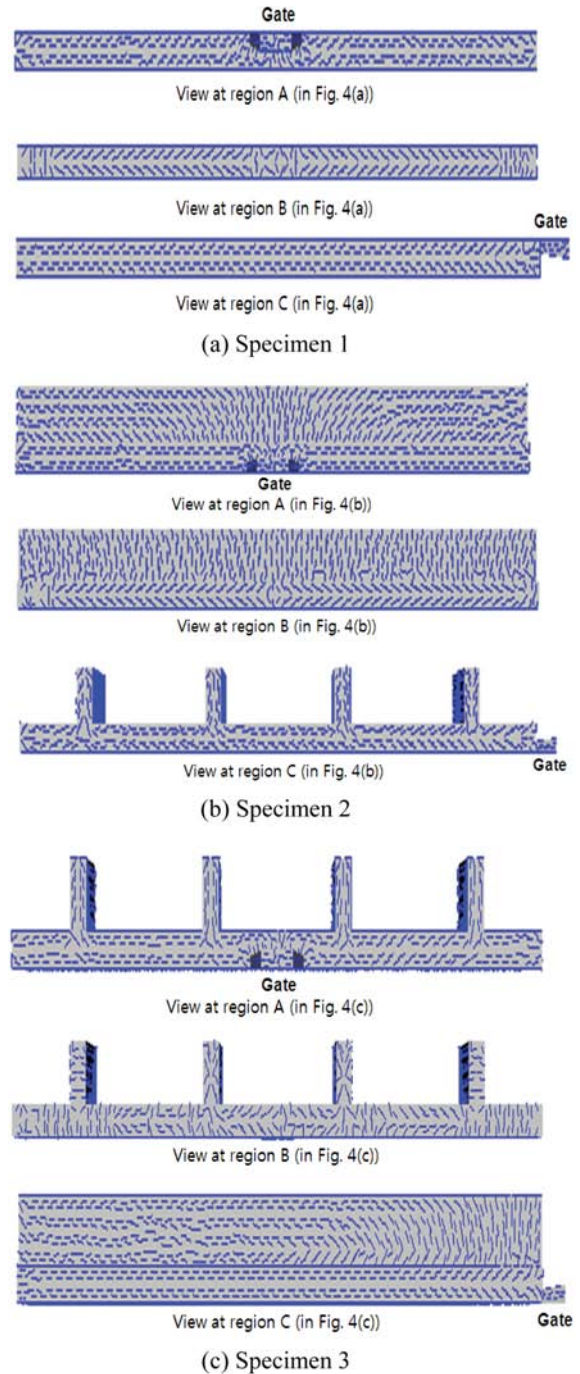 Gate
View at region A (in Fig. 4(a))
View at region B (in Fig. 4(a))
Gate
View at region C (in Fig. 4(a))
(a) Specimen 1
Gate
View at region A (in Fig. 4(b))
View at region B (in Fig. 4(b))
View at region C (in Fig. 4(b))
Gate
(b) Specimen 2
Gate
View at region A (in Fig. 4(c))
View at region B (in Fig. 4(c))
View at region C (in Fig. 4(c))
Gate
(c) Specimen 3